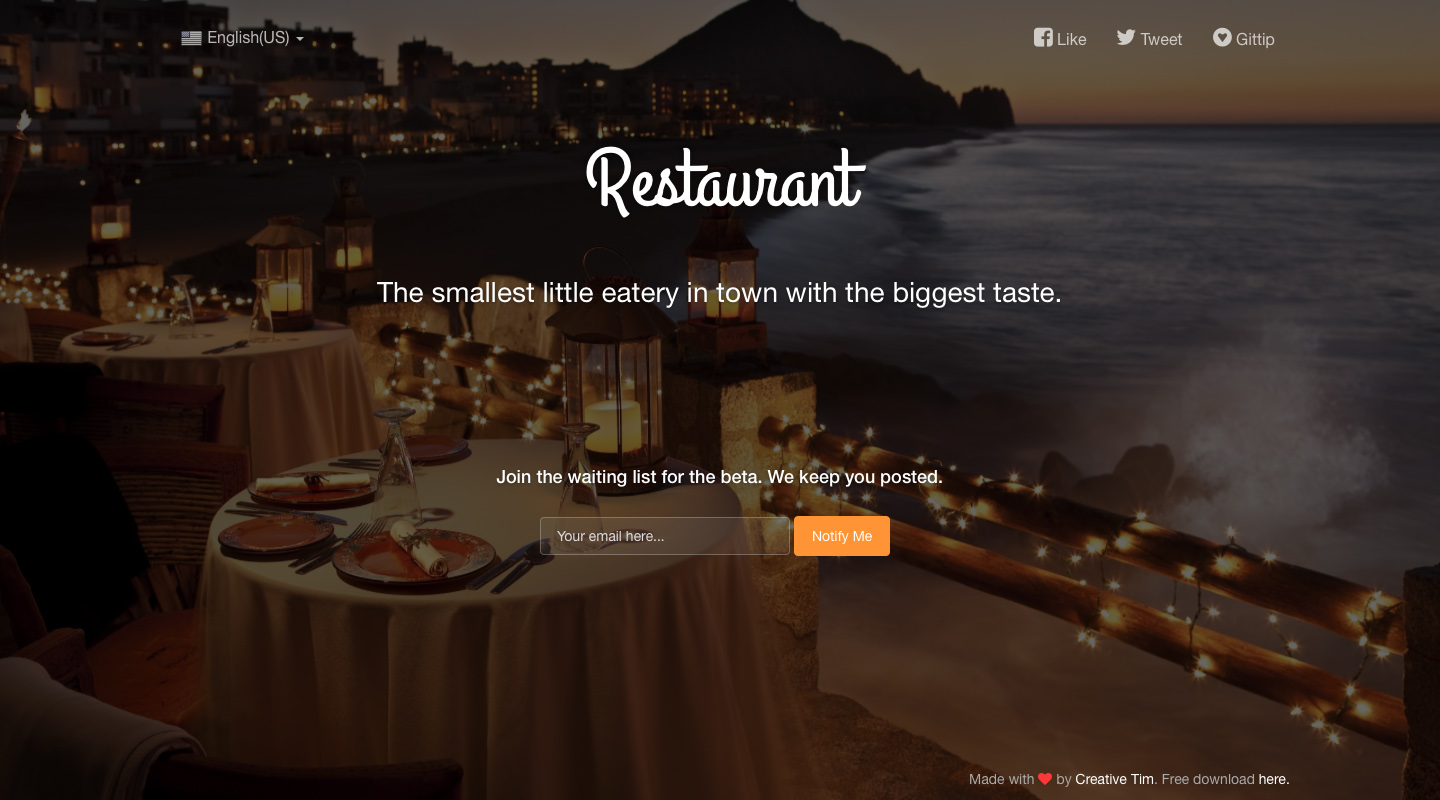 English(US)
Like
Tweet
Gittip
Restaurant
The smallest little eatery in town with the biggest taste.
Join the waiting list for the beta. We keep you posted.
Your email here...
Notify Me
Made with ♥ by Creative Tim. Free download here.